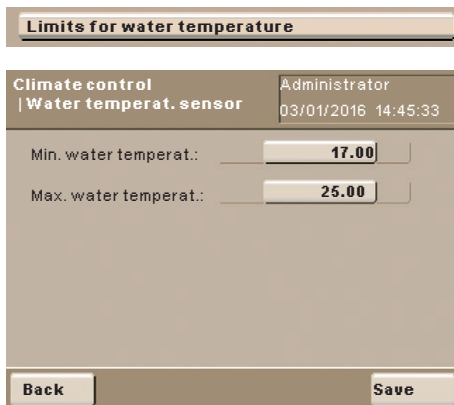 Limits for water temperature
Climate control Administrator
|Water temperat. sensor 03/01/2016 14:45:33
Min. water temperat.: 17.00
Max. water temperat.: 25.00
Back Save